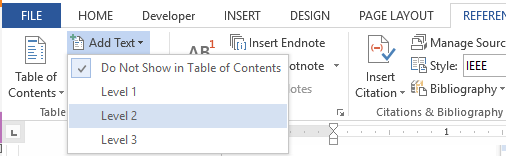 FILE HOME Developer INSERT DESIGN PAGE LAYOUT REFEREN
Add Text
Table of
Contents
Do Not Show in Table of Contents
Level 1
Level 2
Level 3
Table
AB1
Insert Endnote
otnote
otes
Insert
Citation
Manage Sourc
Style: IEEE
Bibliography
Citations & Bibliography
L
1